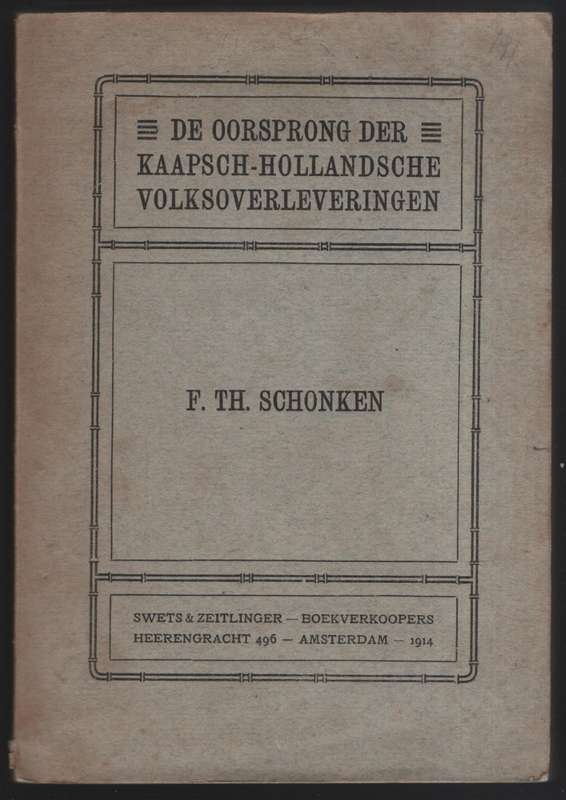 DE OORSPRONG DER
KAAPSCH-HOLLANDSCHE
VOLKSOVERLEVERINGEN
F. TH. SCHONKEN
SWETS & ZEITLINGER — BOEKVERKOOPERS
HEERENGRACHT 496 — AMSTERDAM — 1914